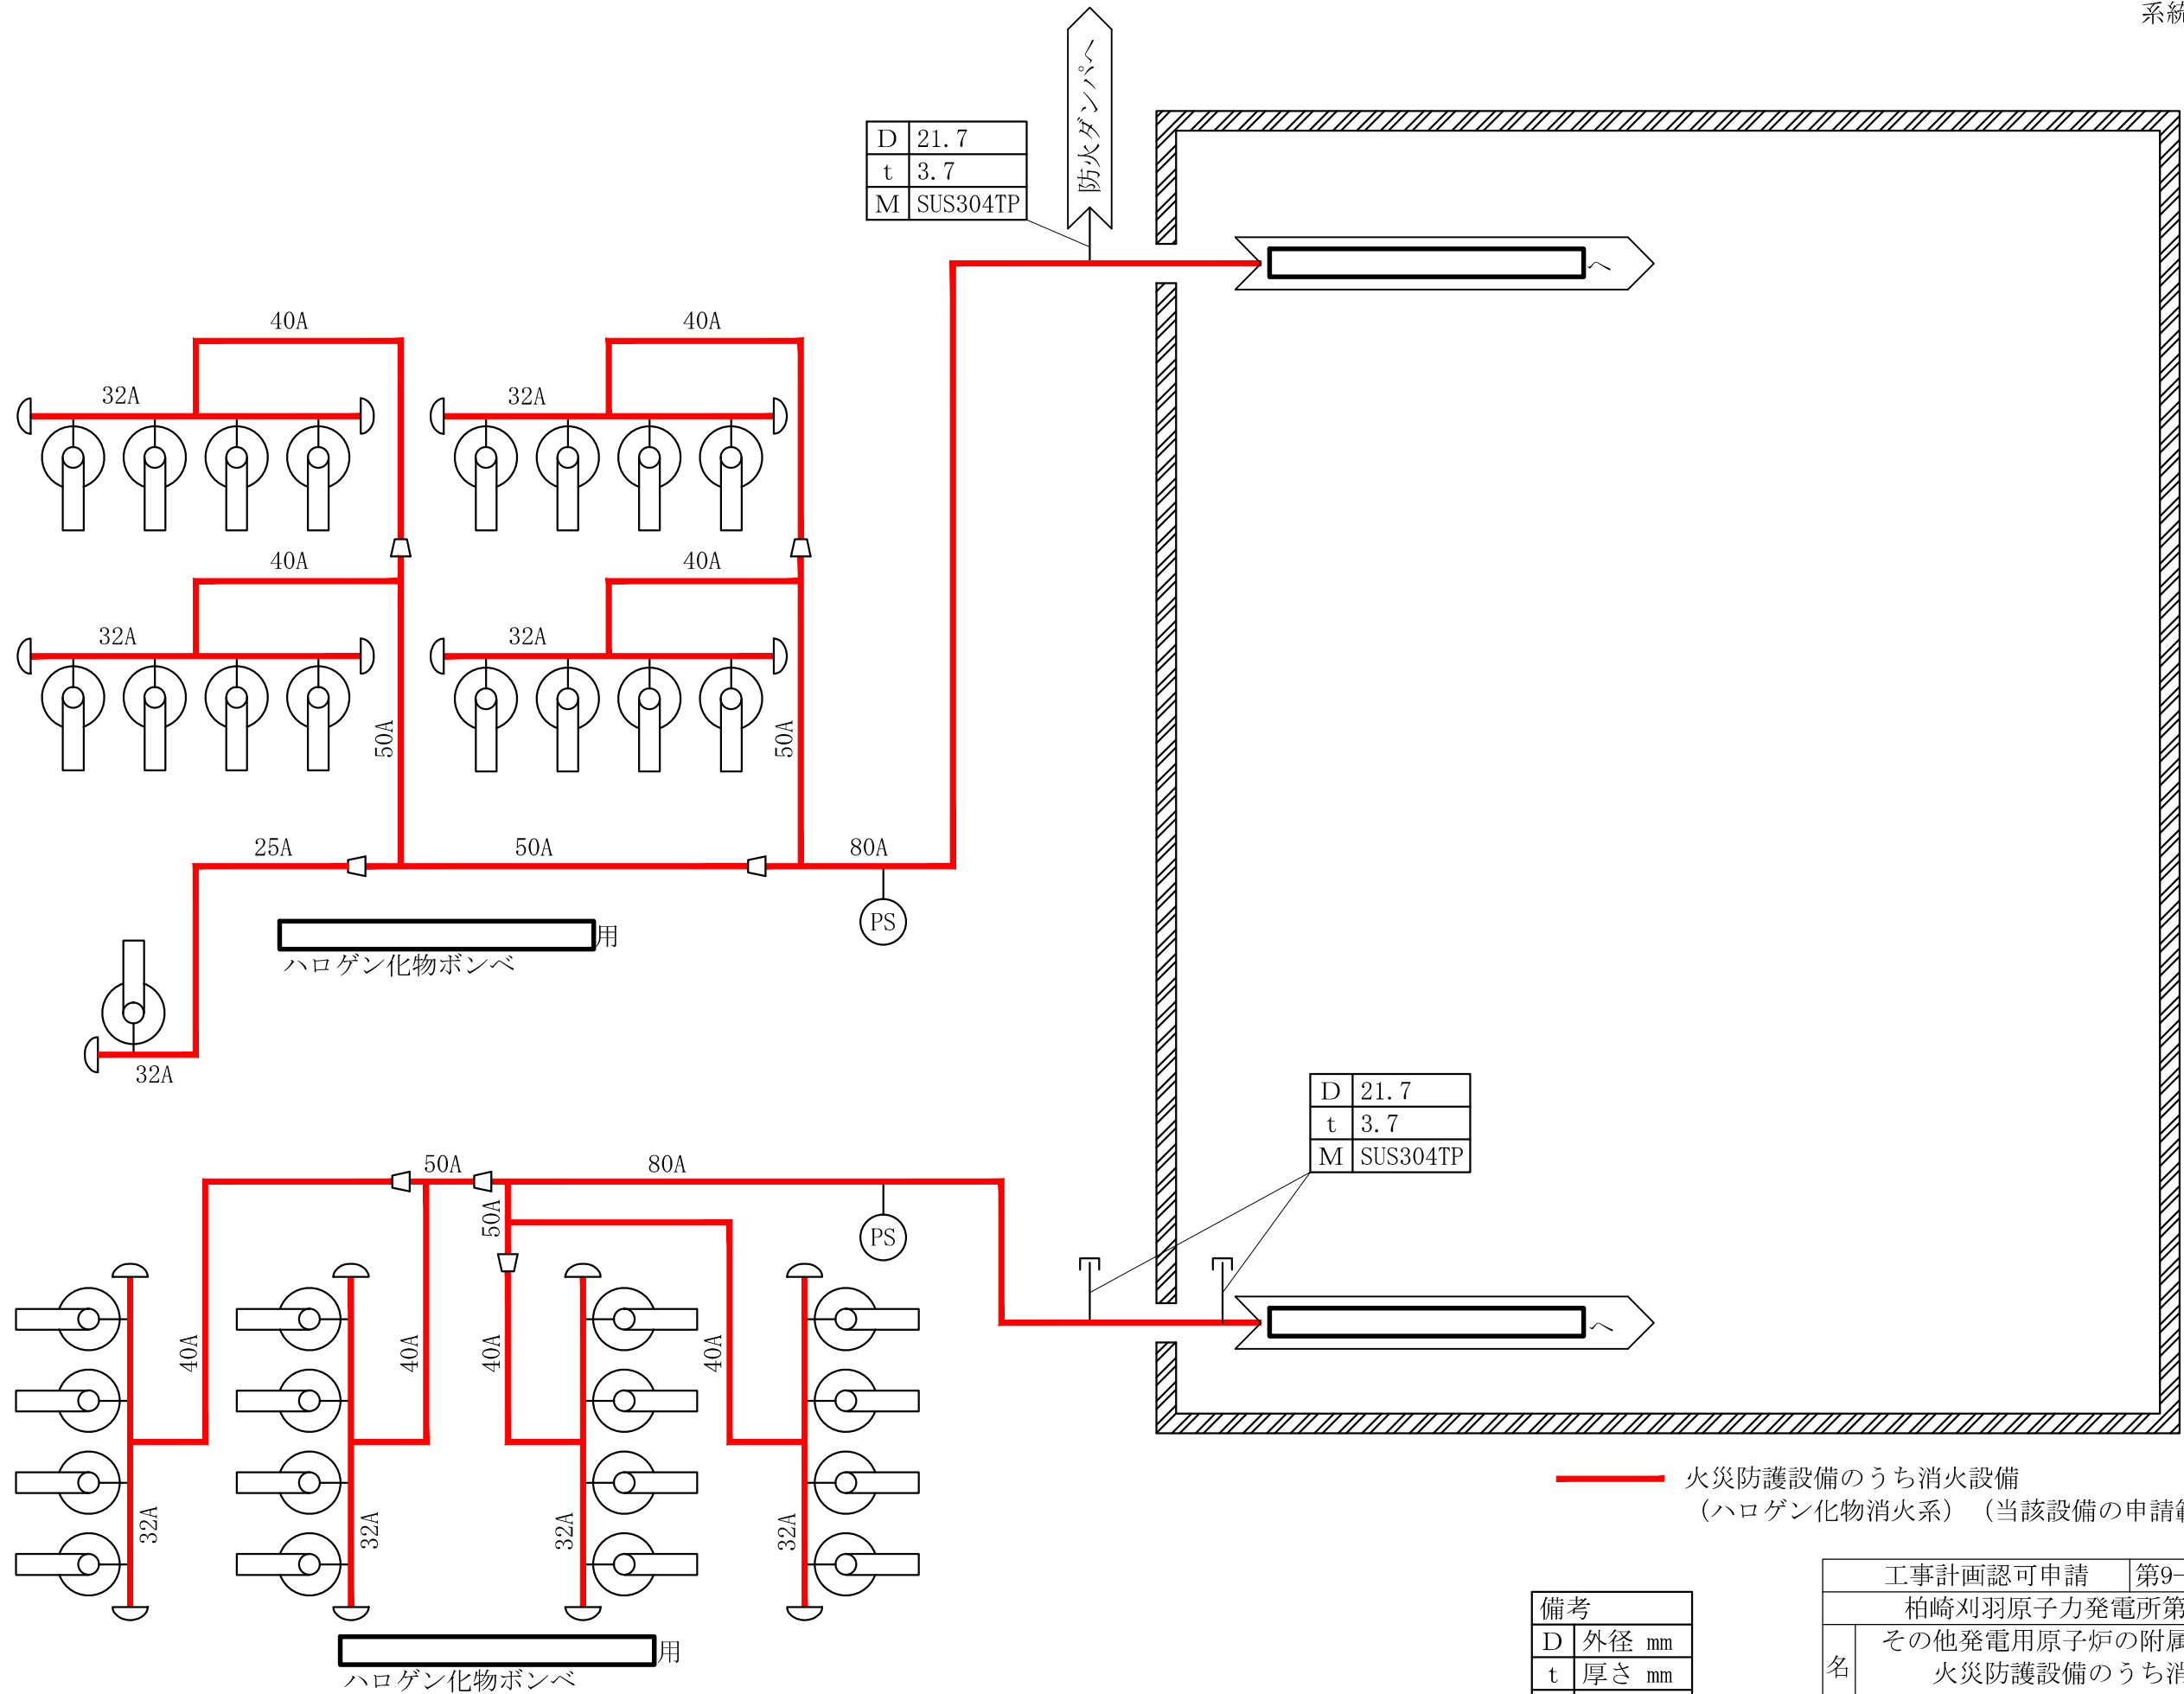 系統
防火ダンパへ
D 21.7
t 3.7
M SUS304TP
へ
40A
40A
32A
32A
40A
40A
32A
32A
50A
50A
25A
50A
80A
PS
用
ハロゲン化物ボンベ
32A
D 21.7
t 3.7
M SUS304TP
50A
80A
50A
PS
へ
40A
40A
40A
40A
32A
32A
32A
32A
用
ハロゲン化物ボンベ
火災防護設備のうち消火設備
(ハロゲン化物消火系) (当該設備の申請範
工事計画認可申請 第9-
柏崎刈羽原子力発電所第
名
その他発電用原子炉の附属
火災防護設備のうち消
備考
D 外径 mm
t 厚さ mm